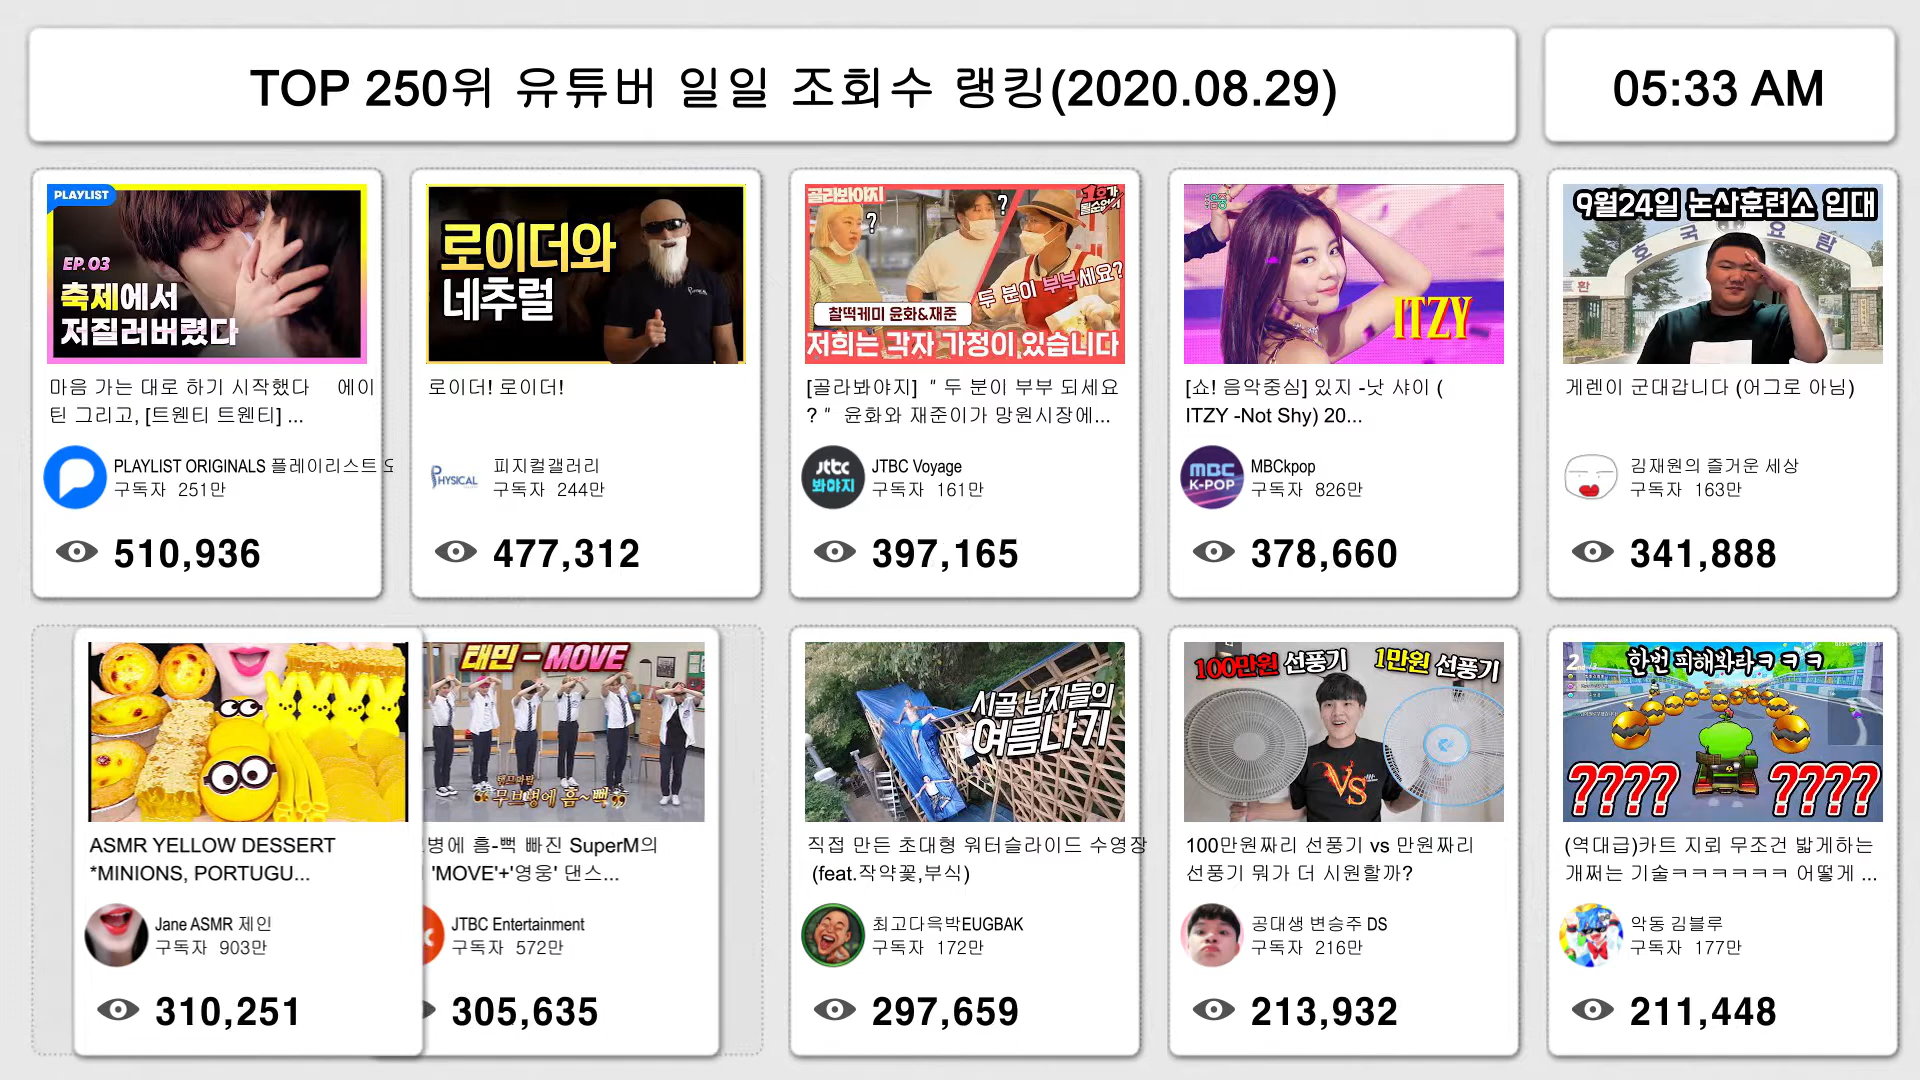 TOP 250위 유튜버 일일 조회수 랭킹(2020.08.29)
05:33 AM
PLAYLIST
EP.03
축제에서
저질러버렸다
마음 가는 대로 하기 시작했다 에이
틴 그리고, [트웬티 트웬티] ...
PLAYLIST ORIGINALS 플레이리스트
구독자 251만
510,936
로이더와
네추럴
로이더! 로이더!
PHYSICAL
피지컬갤러리
구독자 244만
477,312
골라봐야지
?
?
두 분이 부부세요?
찰떡케미 윤화&재준
저희는 각자 가정이 있습니다
[골라봐야지] " 두 분이 부부 되세요
? " 윤화와 재준이가 망원시장에...
jtbc
봐야지
JTBC Voyage
구독자 161만
397,165
ITZY
[쇼! 음악중심] 있지 -낫 샤이 (
ITZY -Not Shy) 20...
MBC
K-POP
MBCkpop
구독자 826만
378,660
9월24일 논산훈련소 입대
호국요람
게렌이 군대갑니다 (어그로 아님)
김재원의 즐거운 세상
구독자 163만
341,888
ASMR YELLOW DESSERT
*MINIONS, PORTUGU...
Jane ASMR 제인
구독자 903만
310,251
태민 - MOVE
무브병에 흠~뻑
병에 흠-뻑 빠진 SuperM의
'MOVE'+'영웅' 댄스...
JTBC Entertainment
구독자 572만
305,635
시골 남자들의
여름나기
직접 만든 초대형 워터슬라이드 수영장
(feat.작약꽃,부식)
최고다윽박EUGBAK
구독자 172만
297,659
100만원 선풍기
1만원 선풍기
VS
100만원짜리 선풍기 vs 만원짜리
선풍기 뭐가 더 시원할까?
공대생 변승주 DS
구독자 216만
213,932
한번 피해봐라ㅋㅋㅋ
????
????
(역대급)카트 지뢰 무조건 밟게하는
개쩌는 기술ㅋㅋㅋㅋㅋㅋ 어떻게 ...
악동 김블루
구독자 177만
211,448